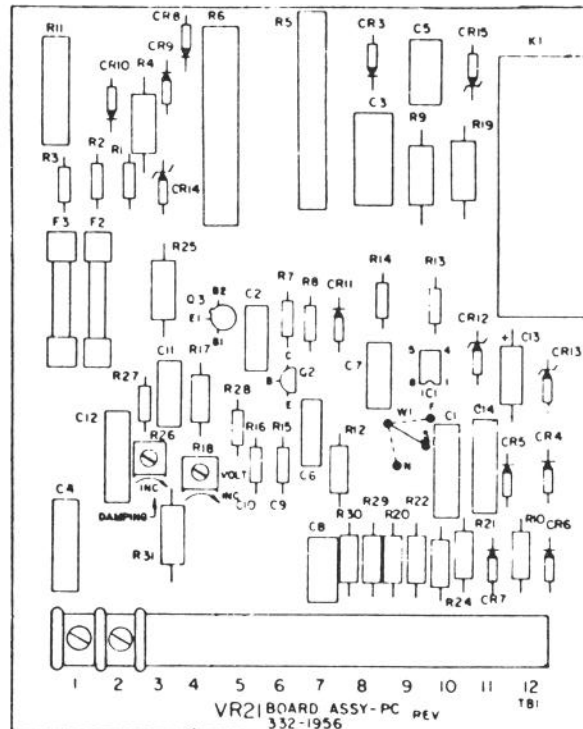 R11
CR8
R6
R5
CR3
C5
CR15
K1
CR9
R4
CR10
C3
R9
R19
R3
R2
R1
CR14
F3
F2
R25
Q3
B2
E1
B1
C2
R7
R8
CR11
R14
R13
CR12
C13
+
CR13
C11
R17
C
B
Q2
E
C7
5
4
8
1
IC1
R27
R28
W1
F
C12
R26
R18
R16
R15
C6
R12
S
N
C1
C14
CR5
CR4
VOLT
INC
INC
C10
C9
C4
DAMPING
R31
C8
R30
R29
R20
R22
R24
R21
CR7
R10
CR6
1 2 3 4 5 6 7 8 9 10 11 12
TB1
VR21 BOARD ASSY-PC REV
332-1956